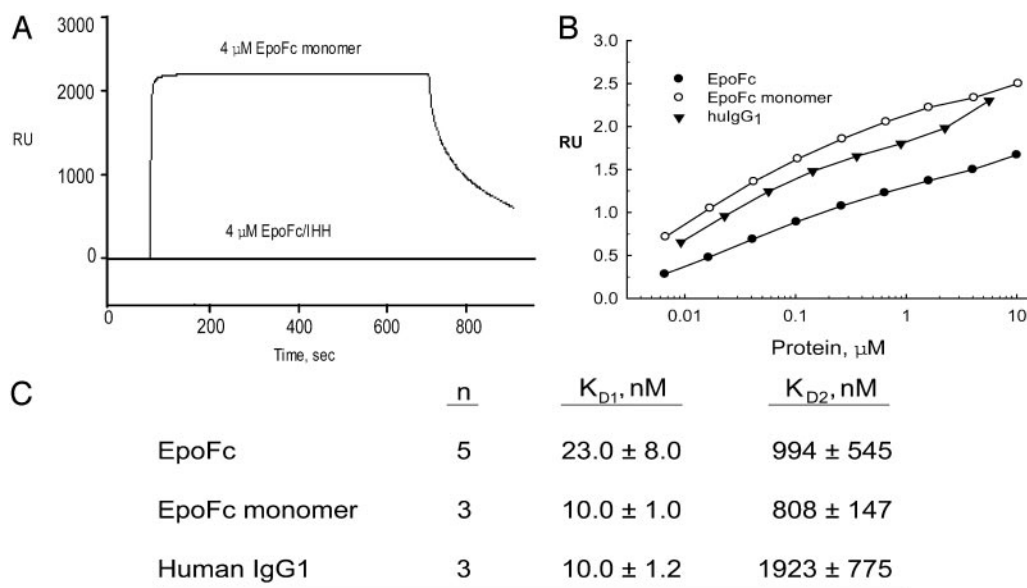 A
3000
2000
1000
0
RU
4 μM EpoFc monomer
4 μM EpoFc/IHH
0 200 400 600 800
Time, sec
B
3.0
2.5
2.0
1.5
1.0
0.5
0.0
RU
EpoFc
EpoFc monomer
huIgG1
0.01 0.1 1 10
Protein, μM
C
n K_D1, nM K_D2, nM
EpoFc 5 23.0 ± 8.0 994 ± 545
EpoFc monomer 3 10.0 ± 1.0 808 ± 147
Human IgG1 3 10.0 ± 1.2 1923 ± 775